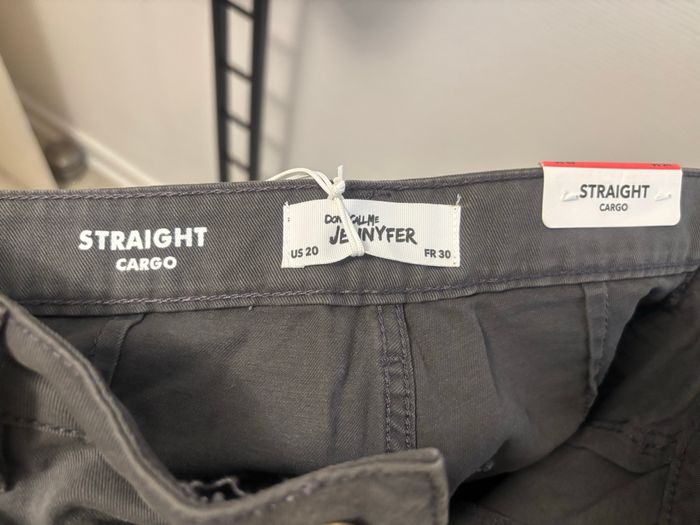 STRAIGHT
CARGO
DON'T CALL ME
JENNYFER
US 20
FR 30
STRAIGHT
CARGO